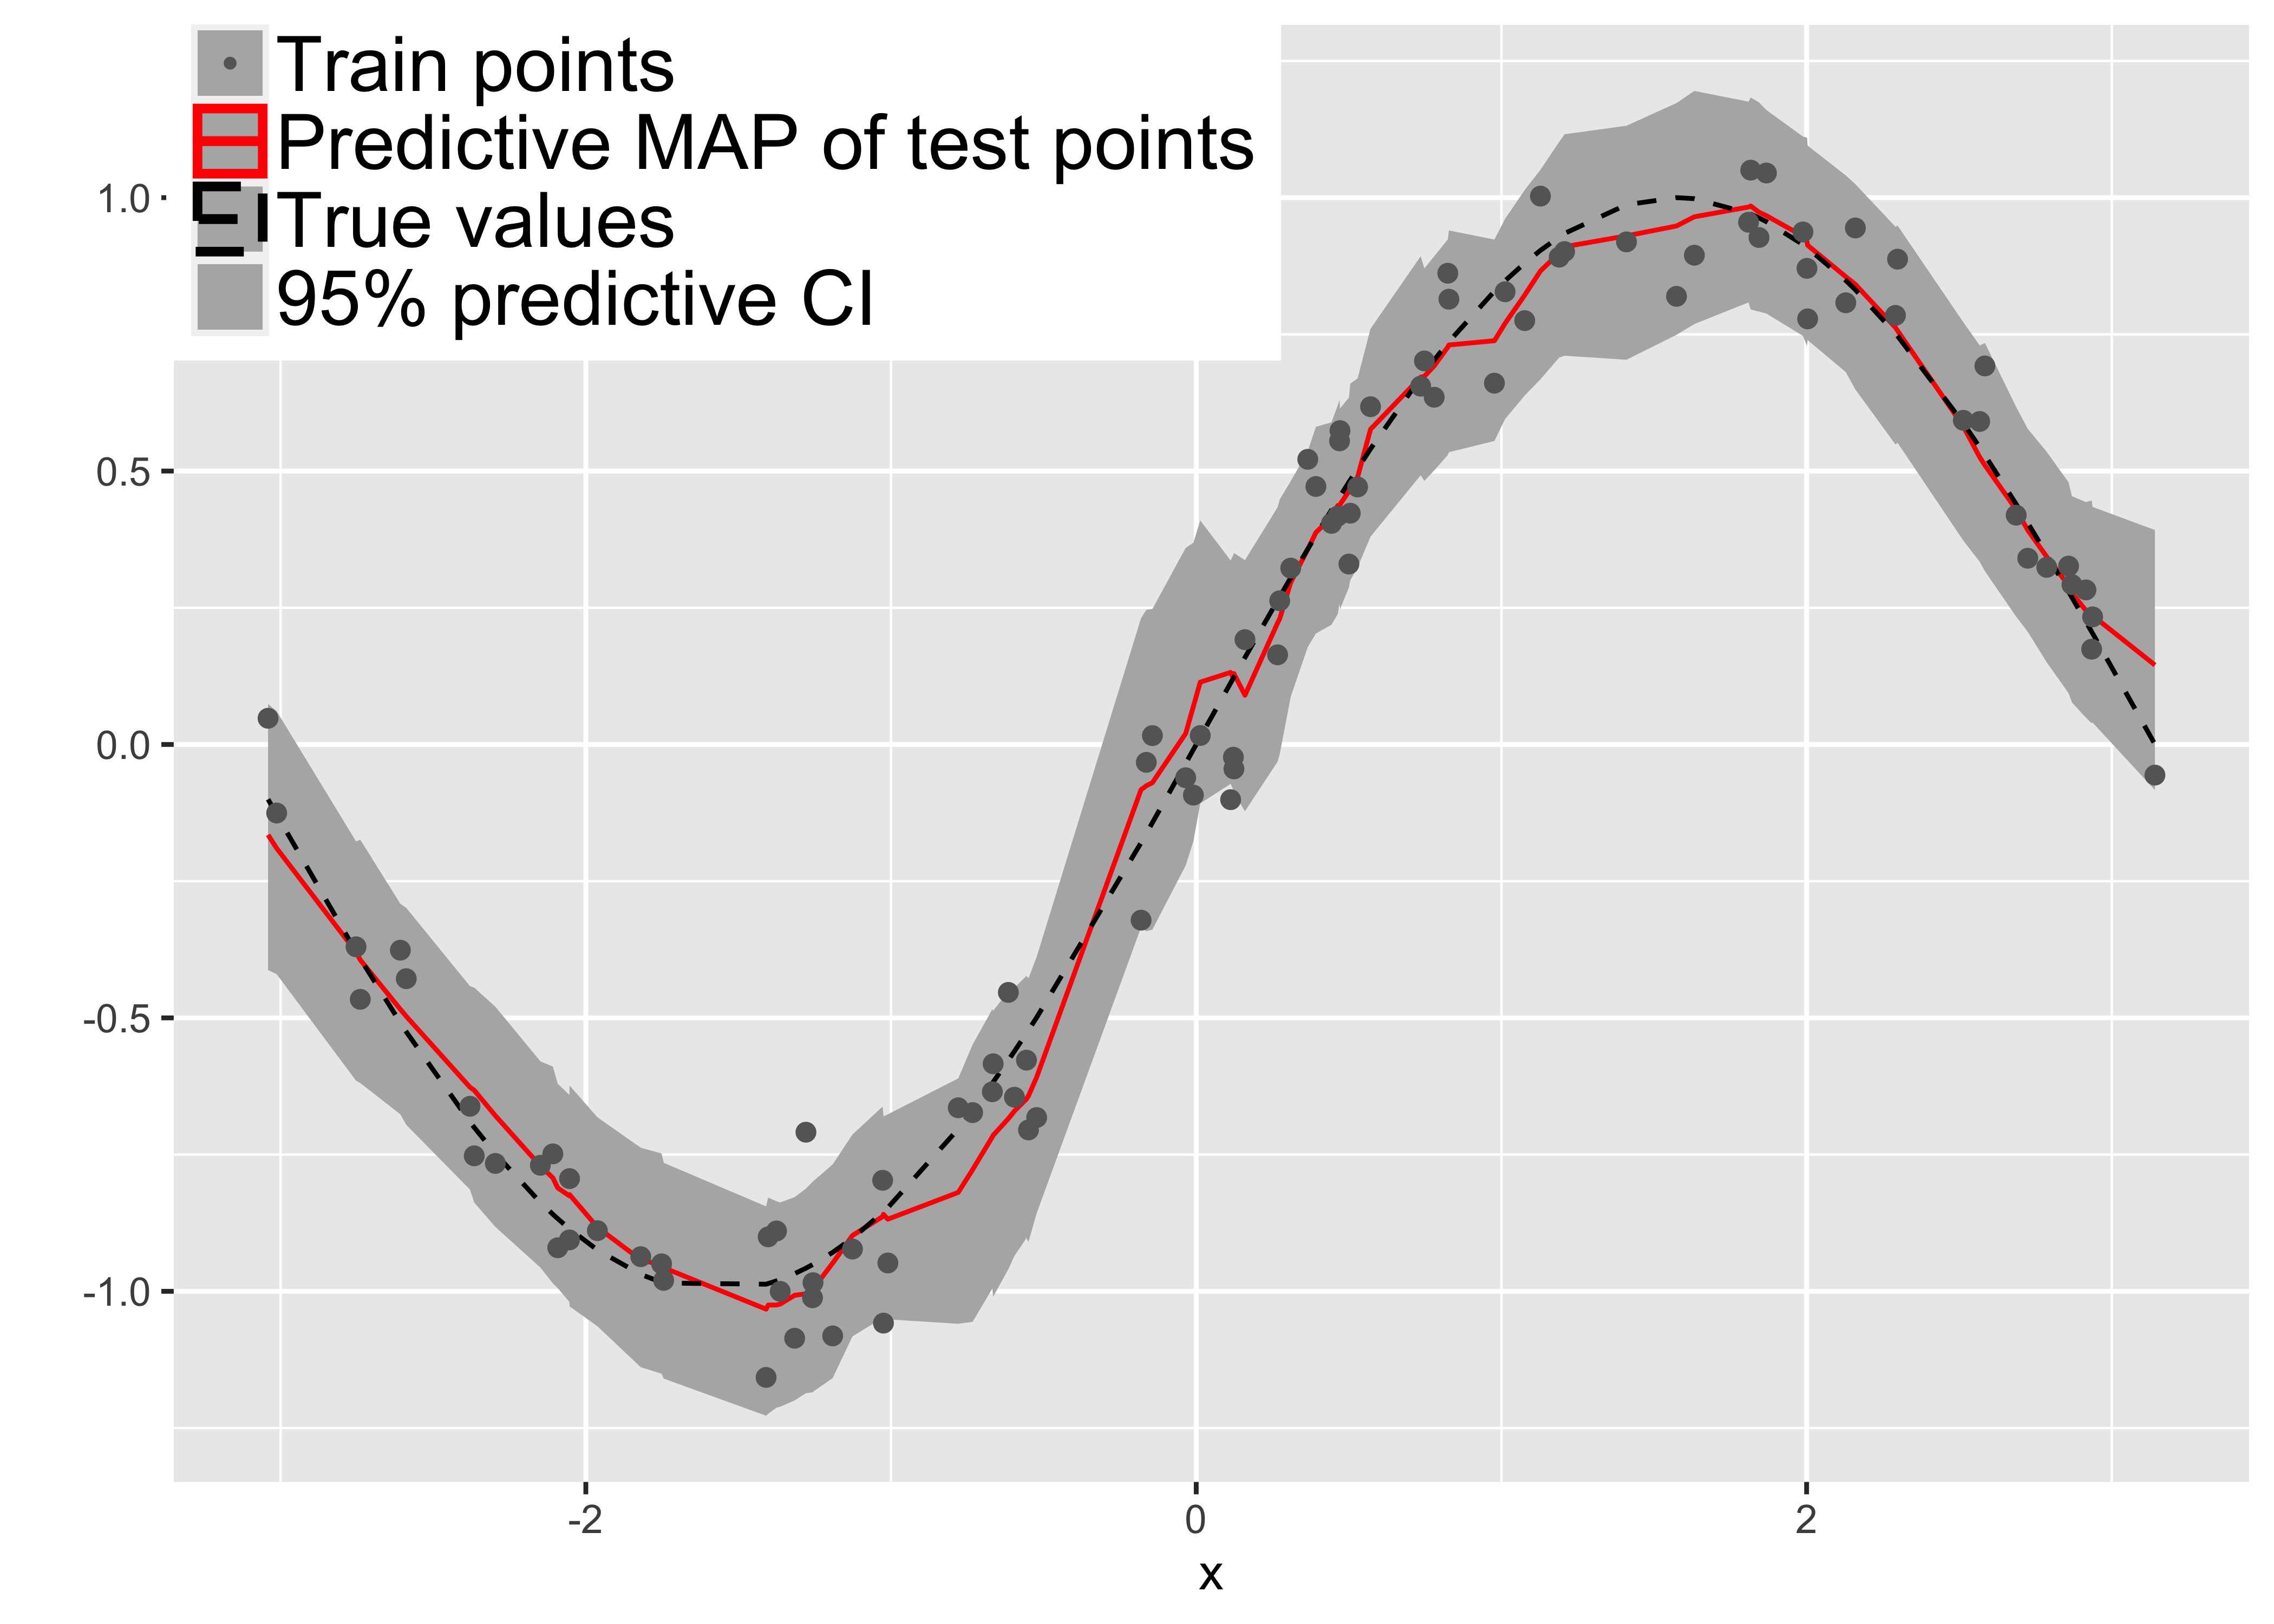 Train points
Predictive MAP of test points
True values
95% predictive CI
1.0
0.5
0.0
-0.5
-1.0
-2 0 2
x